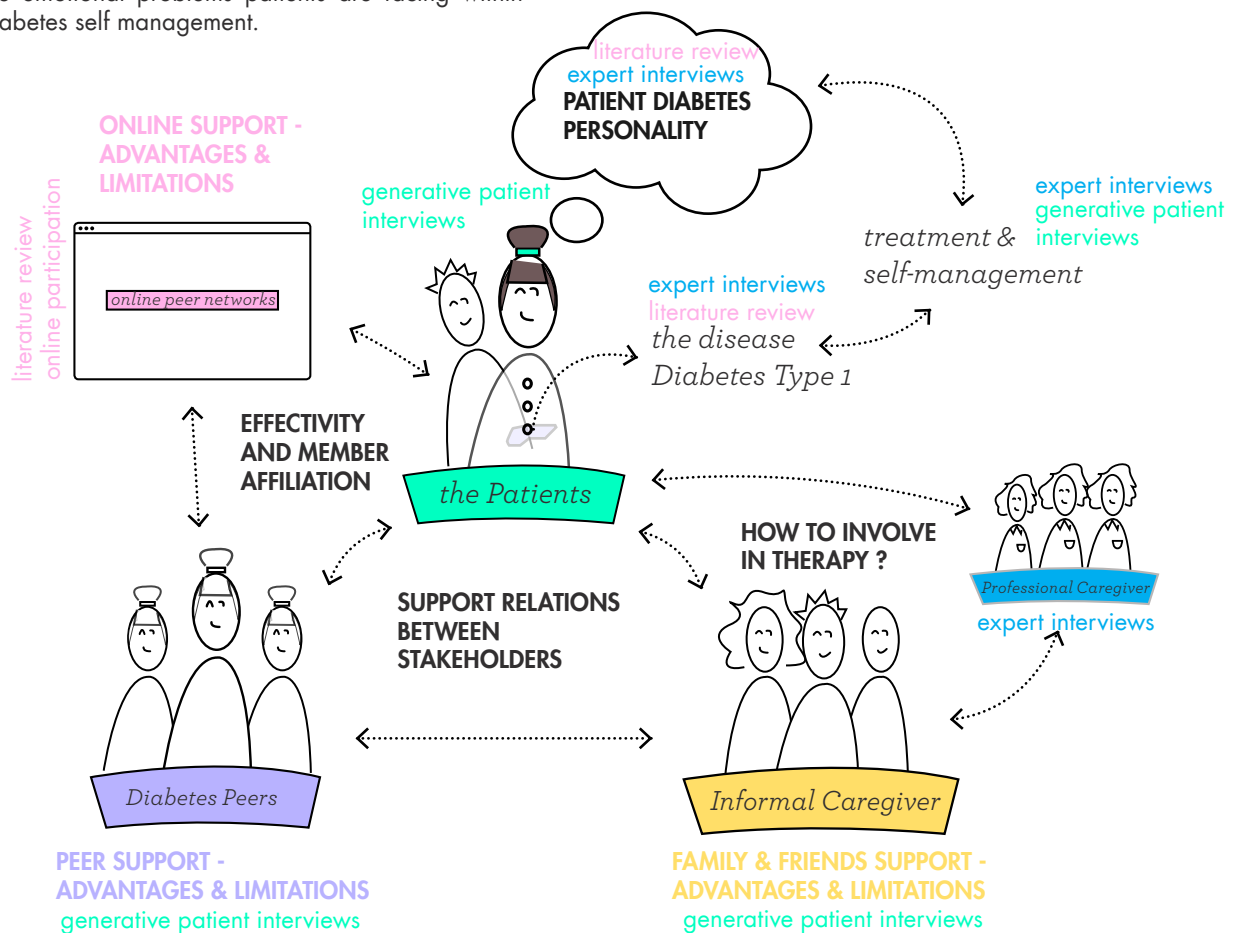 abetes self management.
literature review
expert interviews
PATIENT DIABETES
PERSONALITY
ONLINE SUPPORT -
ADVANTAGES &
LIMITATIONS
literature review
online participation
online peer networks
generative patient
interviews
expert interviews
generative patient
interviews
treatment &
self-management
expert interviews
literature review
the disease
Diabetes Type 1
EFFECTIVITY
AND MEMBER
AFFILIATION
the Patients
HOW TO INVOLVE
IN THERAPY ?
Professional Caregiver
expert interviews
SUPPORT RELATIONS
BETWEEN
STAKEHOLDERS
Diabetes Peers
Informal Caregiver
PEER SUPPORT -
ADVANTAGES & LIMITATIONS
generative patient interviews
FAMILY & FRIENDS SUPPORT -
ADVANTAGES & LIMITATIONS
generative patient interviews